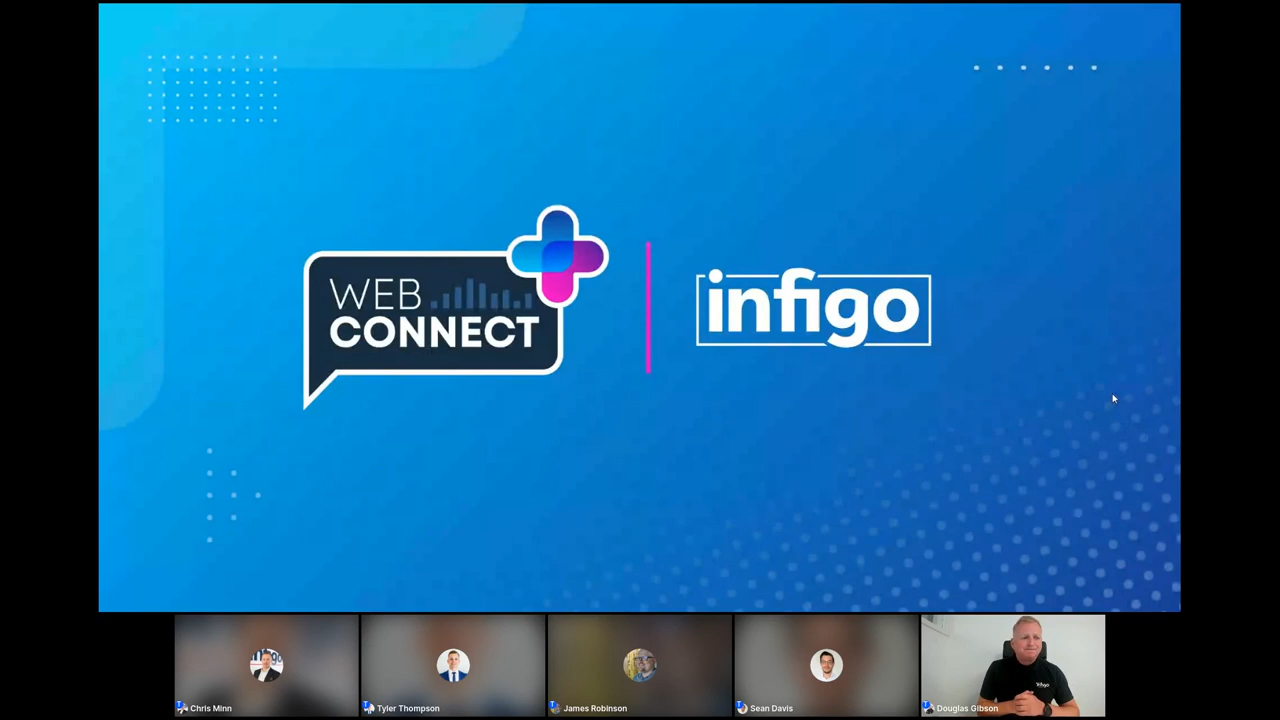 WEB
CONNECT
infigo
Chris Minn
Tyler Thompson
James Robinson
Sean Davis
Douglas Gibson